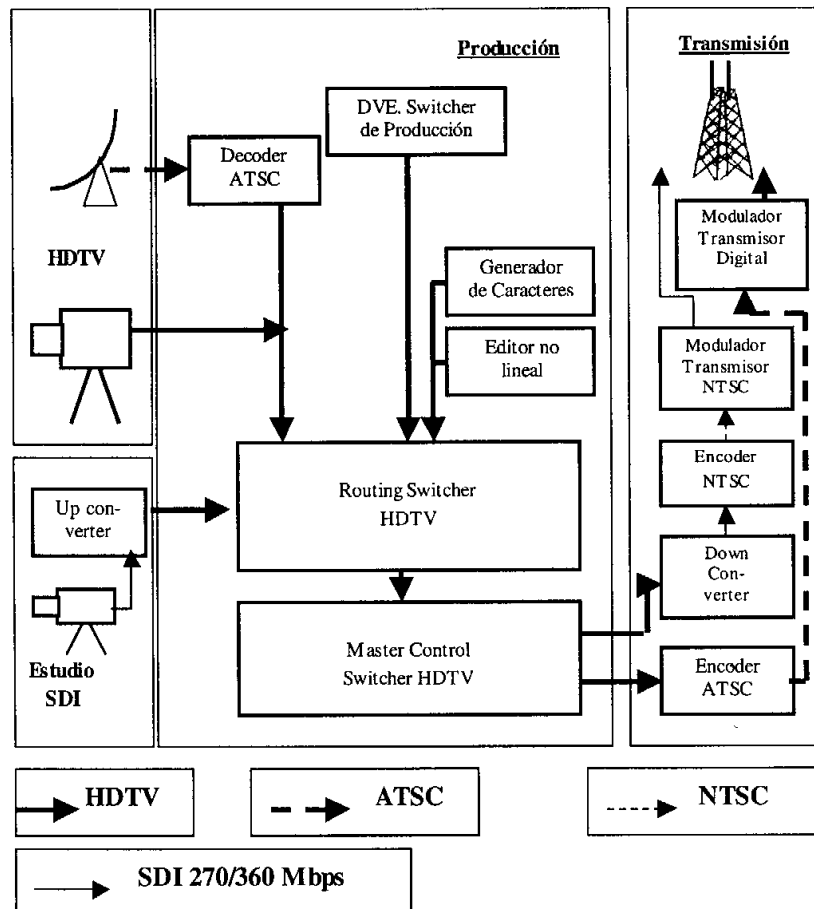 Producción
Transmisión
DVE. Switcher
de Producción
Decoder
ATSC
HDTV
Generador
de Caracteres
Editor no
lineal
Modulador
Transmisor
Digital
Modulador
Transmisor
NTSC
Encoder
NTSC
Down
Con-
verter
Encoder
ATSC
Routing Switcher
HDTV
Up con-
verter
Estudio
SDI
Master Control
Switcher HDTV
HDTV
ATSC
NTSC
SDI 270/360 Mbps